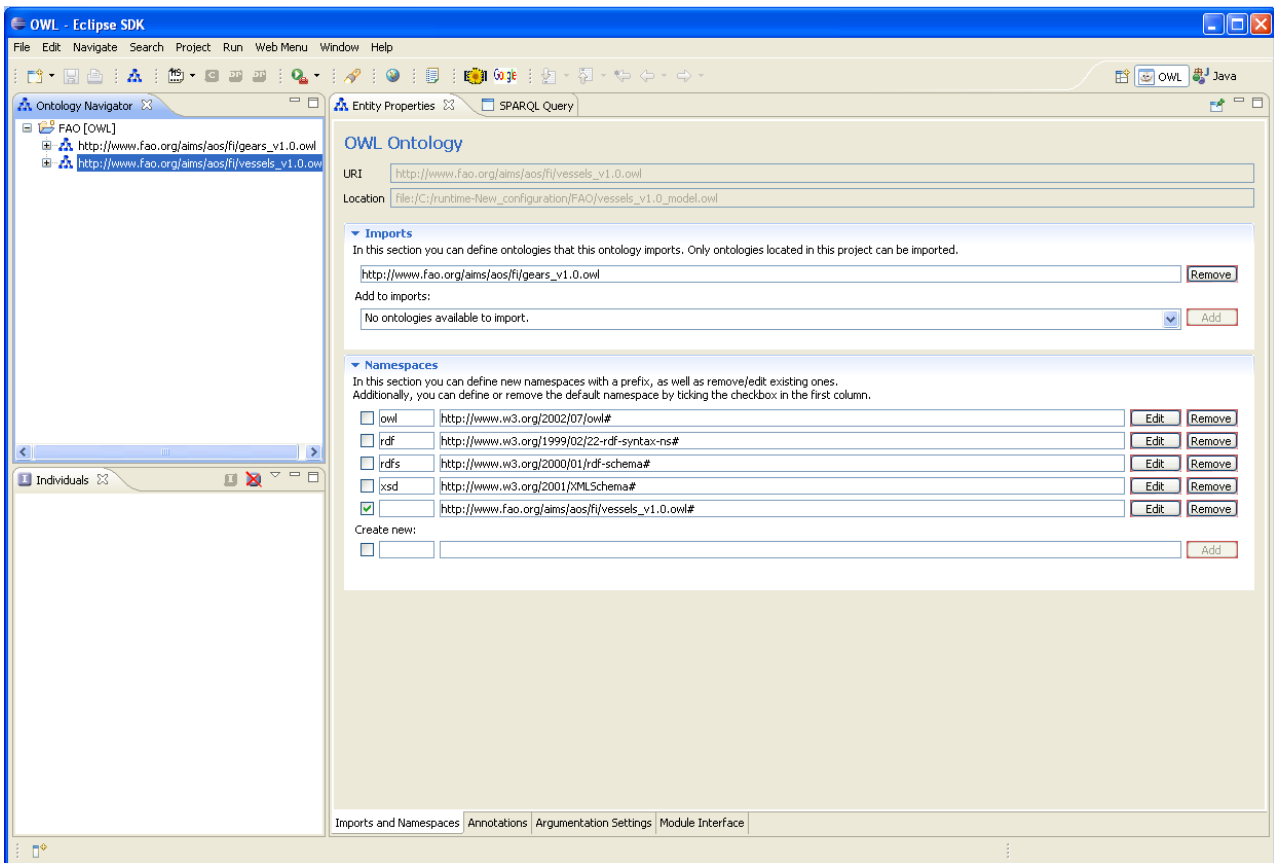 OWL - Eclipse SDK
File Edit Navigate Search Project Run Web Menu Window Help
Google OWL Java
Ontology Navigator
FAO [OWL]
http://www.fao.org/aims/aos/fi/gears_v1.0.owl
http://www.fao.org/aims/aos/fi/vessels_v1.0.ow
Individuals
Entity Properties SPARQL Query
OWL Ontology
URI http://www.fao.org/aims/aos/fi/vessels_v1.0.owl
Location file:/C:/runtime-New_configuration/FAO/vessels_v1.0_model.owl
Imports
In this section you can define ontologies that this ontology imports. Only ontologies located in this project can be imported.
http://www.fao.org/aims/aos/fi/gears_v1.0.owl Remove
Add to imports:
No ontologies available to import. Add
Namespaces
In this section you can define new namespaces with a prefix, as well as remove/edit existing ones.
Additionally, you can define or remove the default namespace by ticking the checkbox in the first column.
owl http://www.w3.org/2002/07/owl# Edit Remove
rdf http://www.w3.org/1999/02/22-rdf-syntax-ns# Edit Remove
rdfs http://www.w3.org/2000/01/rdf-schema# Edit Remove
xsd http://www.w3.org/2001/XMLSchema# Edit Remove
http://www.fao.org/aims/aos/fi/vessels_v1.0.owl# Edit Remove
Create new:
Add
Imports and Namespaces Annotations Argumentation Settings Module Interface